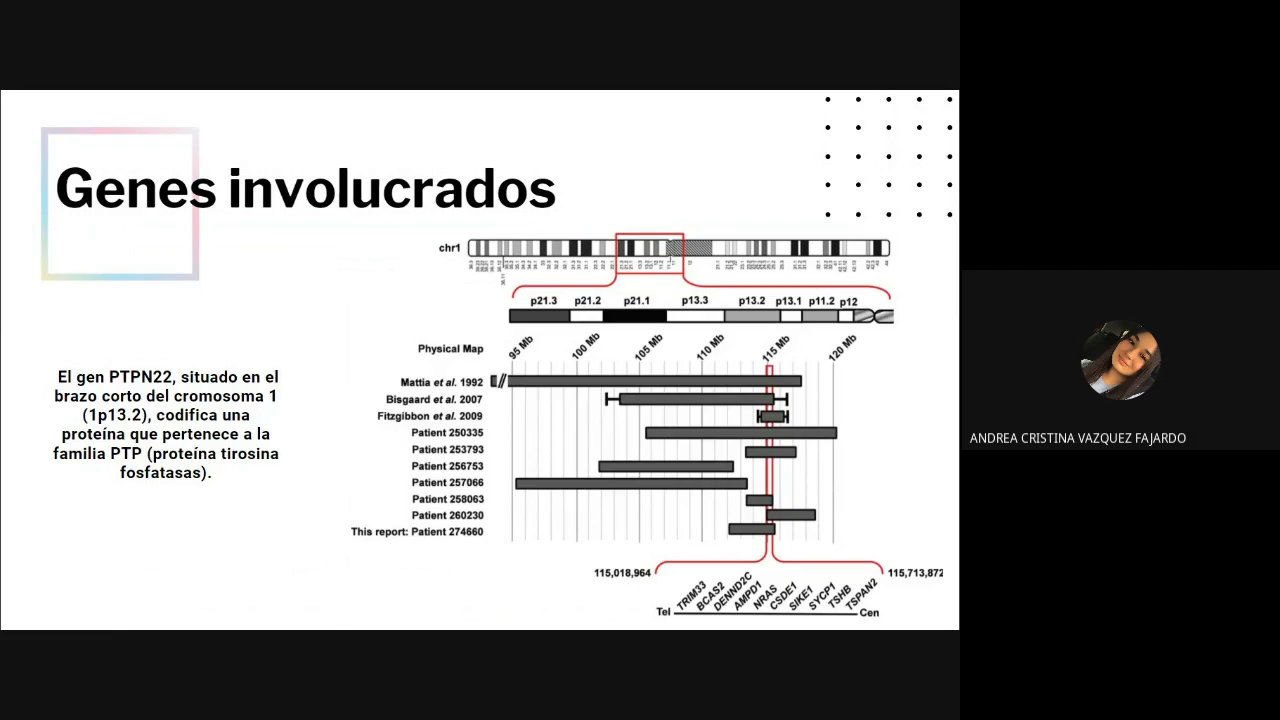 Genes involucrados
chr1
p21.3 p21.2 p21.1 p13.3 p13.2 p13.1 p11.2 p12
Physical Map
95 Mb 100 Mb 105 Mb 110 Mb 115 Mb 120 Mb
El gen PTPN22, situado en el
brazo corto del cromosoma 1
(1p13.2), codifica una
proteína que pertenece a la
familia PTP (proteína tirosina
fosfatasas).
Mattia et al. 1992
Bisgaard et al. 2007
Fitzgibbon et al. 2009
Patient 250335
Patient 253793
Patient 256753
Patient 257066
Patient 258063
Patient 260230
This report: Patient 274660
115,018,964 115,713,872
TRIM33 BCAS2 DENND2C AMPD1 NRAS CSDE1 SIKE1 SYCP1 TSHB TSPAN2
Tel Cen
ANDREA CRISTINA VAZQUEZ FAJARDO